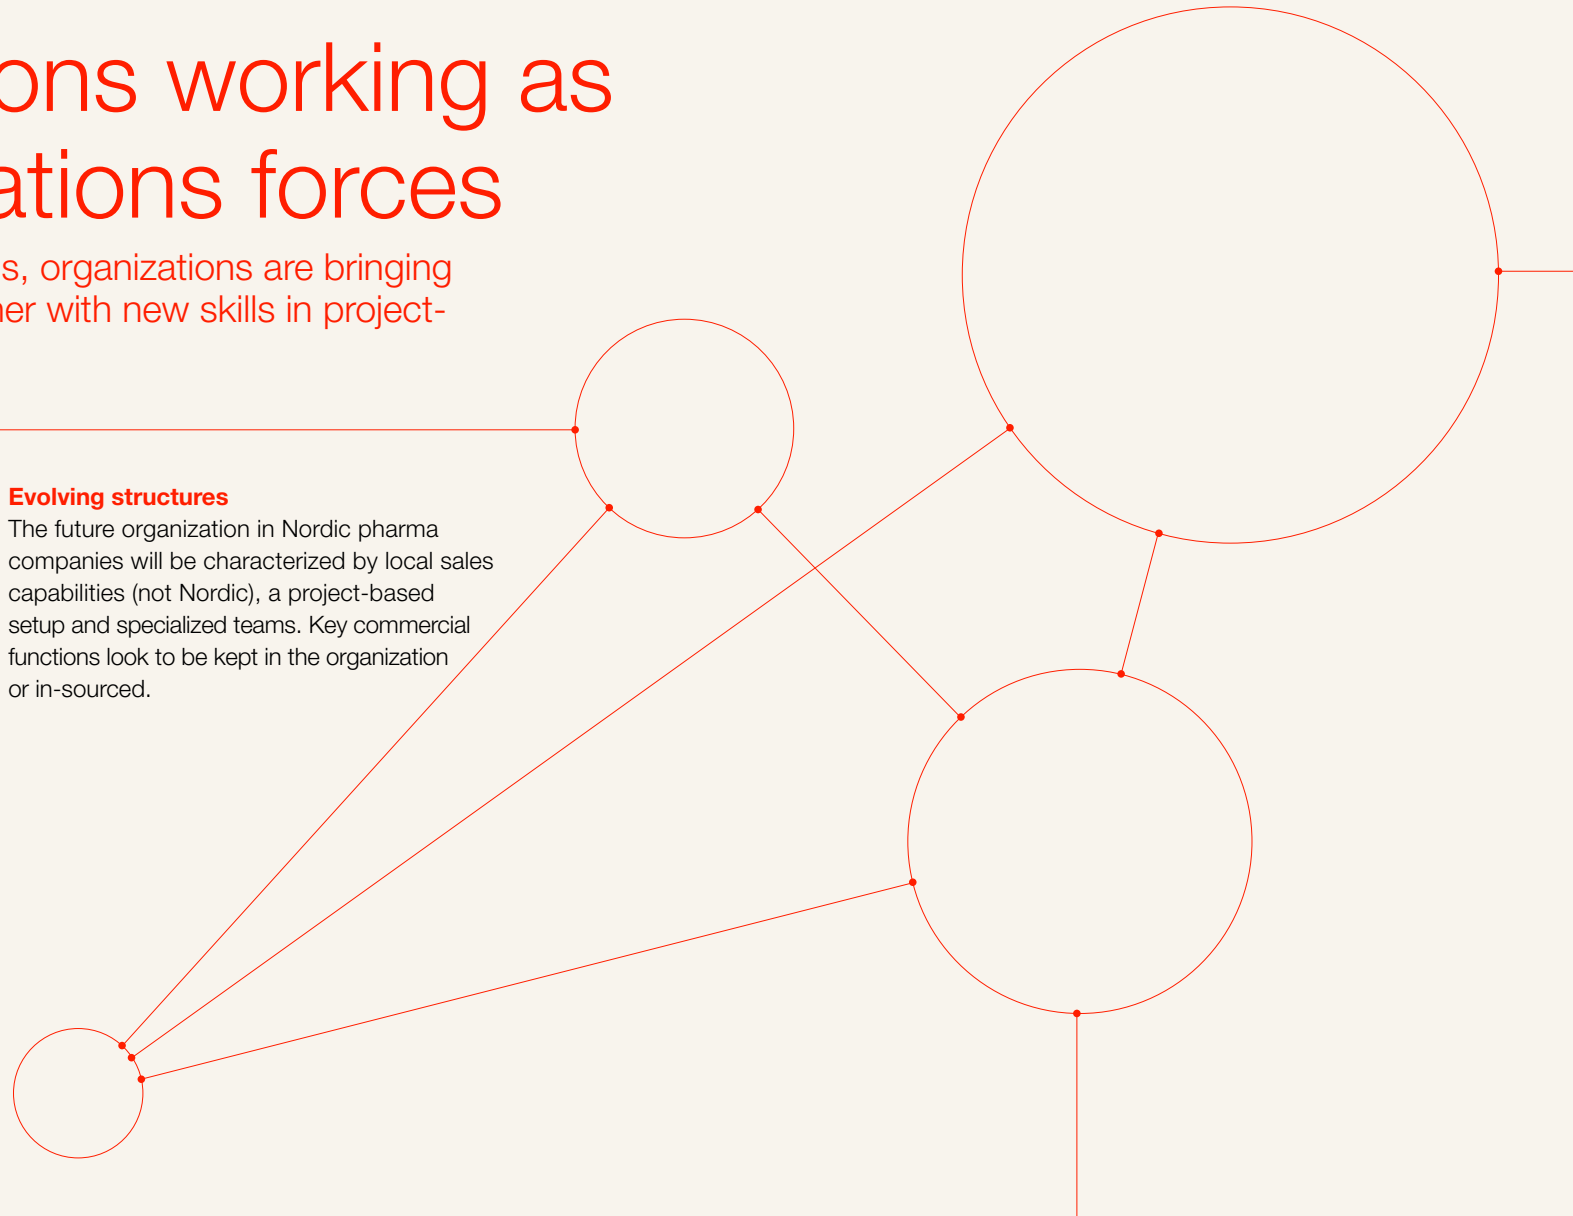 ons working as
ations forces
s, organizations are bringing
er with new skills in project-
Evolving structures
The future organization in Nordic pharma
companies will be characterized by local sales
capabilities (not Nordic), a project-based
setup and specialized teams. Key commercial
functions look to be kept in the organization
or in-sourced.